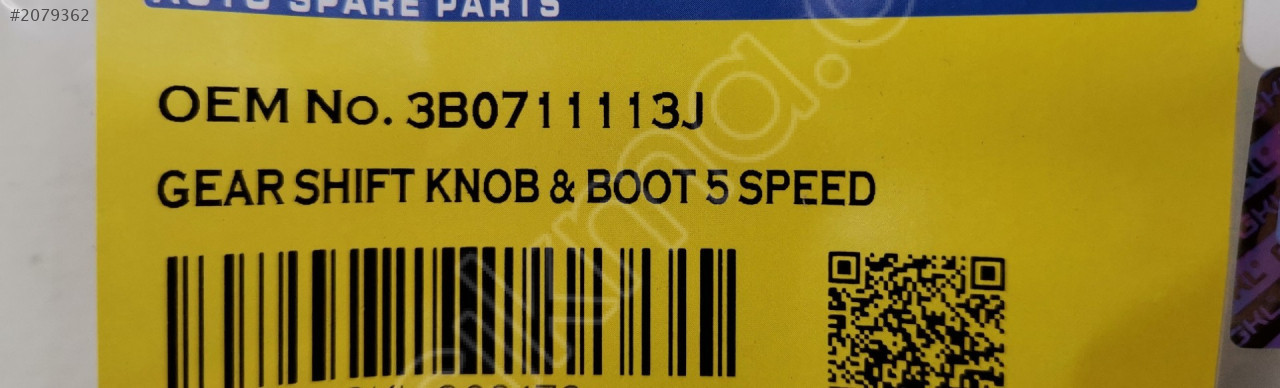 #2079362
AUTO SPARE PARTS
OEM No. 3B0711113J
GEAR SHIFT KNOB & BOOT 5 SPEED